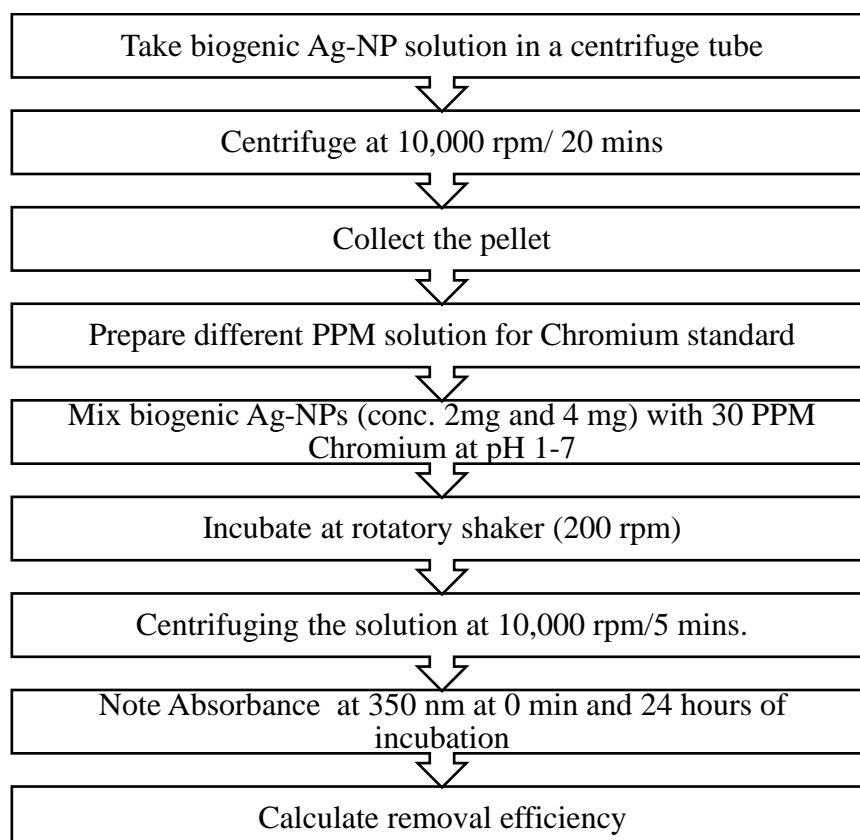 Take biogenic Ag-NP solution in a centrifuge tube
Centrifuge at 10,000 rpm/ 20 mins
Collect the pellet
Prepare different PPM solution for Chromium standard
Mix biogenic Ag-NPs (conc. 2mg and 4 mg) with 30 PPM
Chromium at pH 1-7
Incubate at rotatory shaker (200 rpm)
Centrifuging the solution at 10,000 rpm/5 mins.
Note Absorbance at 350 nm at 0 min and 24 hours of
incubation
Calculate removal efficiency